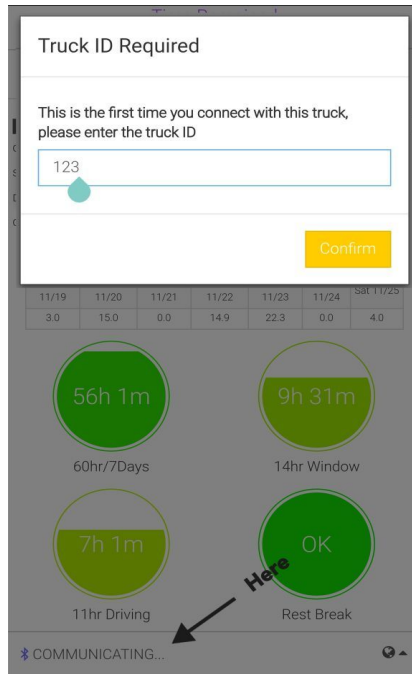 Truck ID Required
This is the first time you connect with this truck,
please enter the truck ID
123
Confirm
11/19 11/20 11/21 11/22 11/23 11/24 Sat 11/25
3.0 15.0 0.0 14.9 22.3 0.0 4.0
56h 1m 9h 31m
60hr/7Days 14hr Window
7h 1m OK
Here
11hr Driving Rest Break
COMMUNICATING...